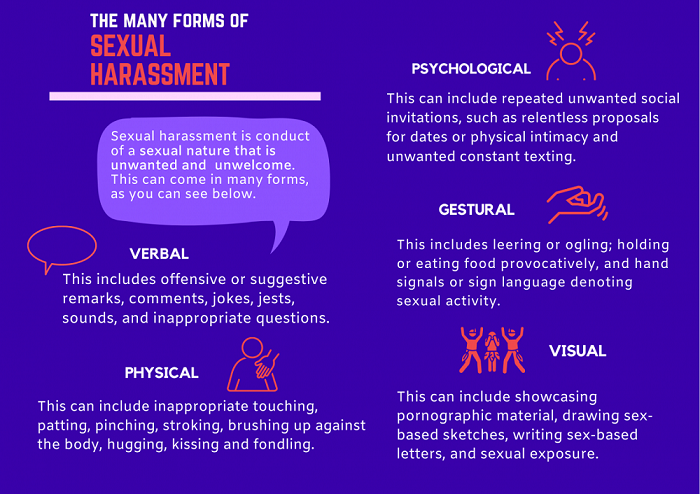 THE MANY FORMS OF
SEXUAL
HARASSMENT
Sexual harassment is conduct
of a sexual nature that is
unwanted and unwelcome.
This can come in many forms,
as you can see below.
VERBAL
This includes offensive or suggestive
remarks, comments, jokes, jests,
sounds, and inappropriate questions.
PHYSICAL
This can include inappropriate touching,
patting, pinching, stroking, brushing up against
the body, hugging, kissing and fondling.
PSYCHOLOGICAL
This can include repeated unwanted social
invitations, such as relentless proposals
for dates or physical intimacy and
unwanted constant texting.
GESTURAL
This includes leering or ogling; holding
or eating food provocatively, and hand
signals or sign language denoting
sexual activity.
VISUAL
This can include showcasing
pornographic material, drawing sex-
based sketches, writing sex-based
letters, and sexual exposure.